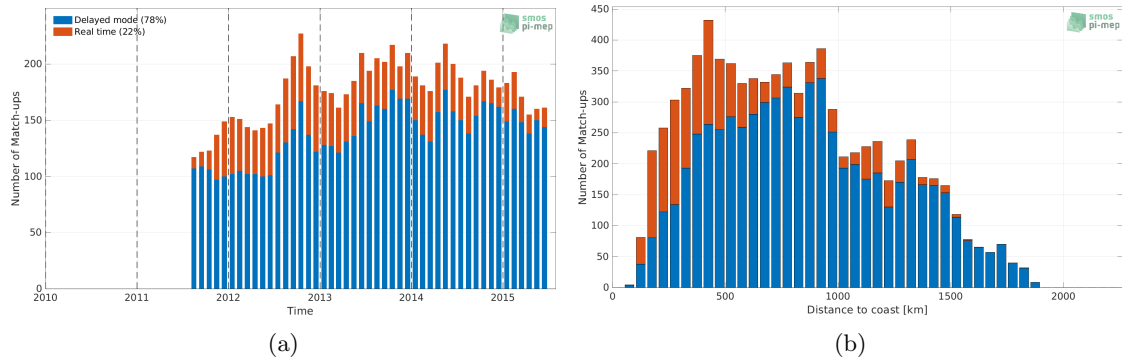 Delayed mode (78%)
Real time (22%)
smos
pi-mep
Number of Match-ups
200
150
100
50
0
2010
2011
2012
2013
2014
2015
Time
(a)
smos
pi-mep
Number of Match-ups
450
400
350
300
250
200
150
100
50
0
0
500
1000
1500
2000
Distance to coast [km]
(b)